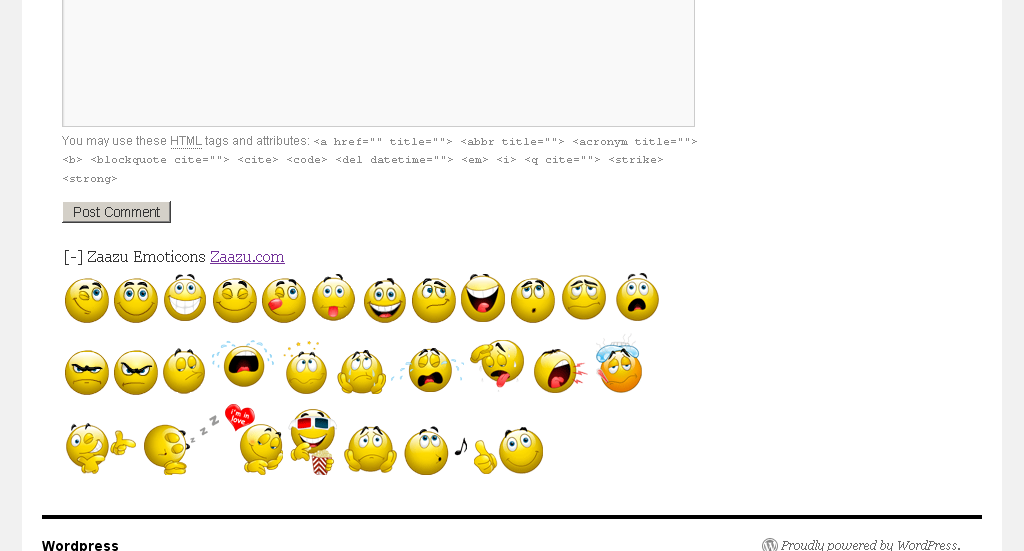 You may use these HTML tags and attributes: <a href="" title=""> <abbr title=""> <acronym title="">
<b> <blockquote cite=""> <cite> <code> <del datetime=""> <em> <i> <q cite=""> <strike>
<strong>
Post Comment
[-] Zaazu Emoticons Zaazu.com
z z z z
i'm in
love
Wordpress
Proudly powered by WordPress.